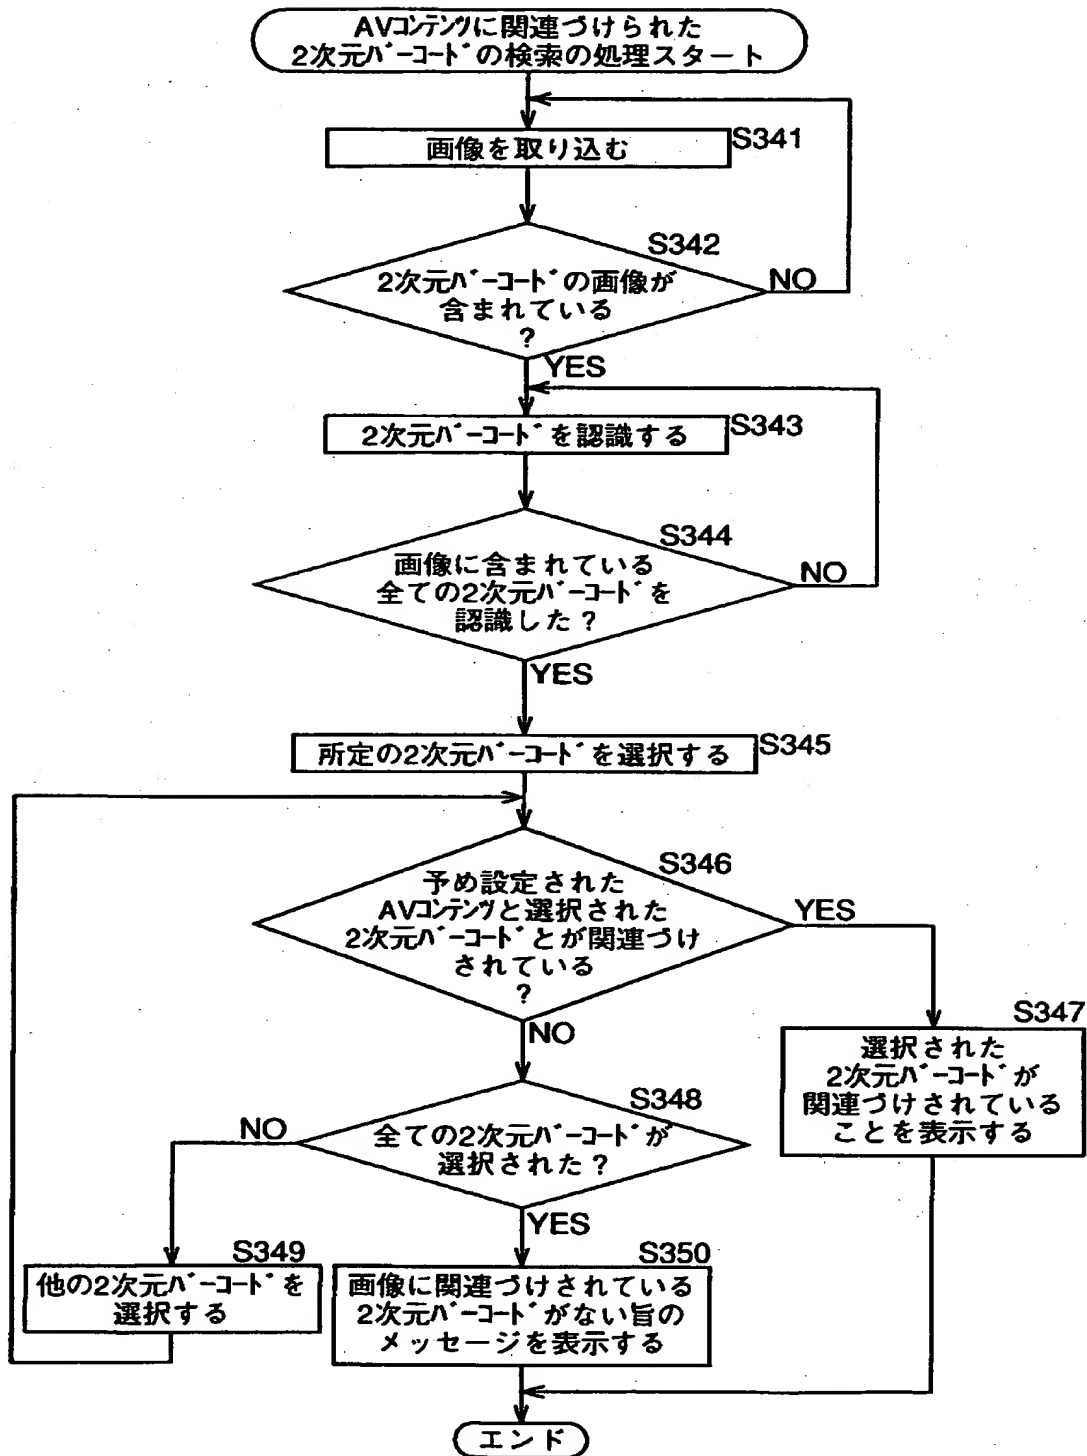 AVコンテンツに関連づけられた
2次元バーコードの検索の処理スタート
画像を取り込む
S341
S342
2次元バーコードの画像が
含まれている
?
NO
YES
2次元バーコードを認識する
S343
S344
画像に含まれている
全ての2次元バーコードを
認識した?
NO
YES
所定の2次元バーコードを選択する
S345
S346
予め設定された
AVコンテンツと選択された
2次元バーコードとが関連づけ
されている
?
YES
NO
S347
選択された
2次元バーコードが
関連づけされている
ことを表示する
S348
全ての2次元バーコードが
選択された?
NO
YES
S349
他の2次元バーコードを
選択する
S350
画像に関連づけされている
2次元バーコードがない旨の
メッセージを表示する
エンド